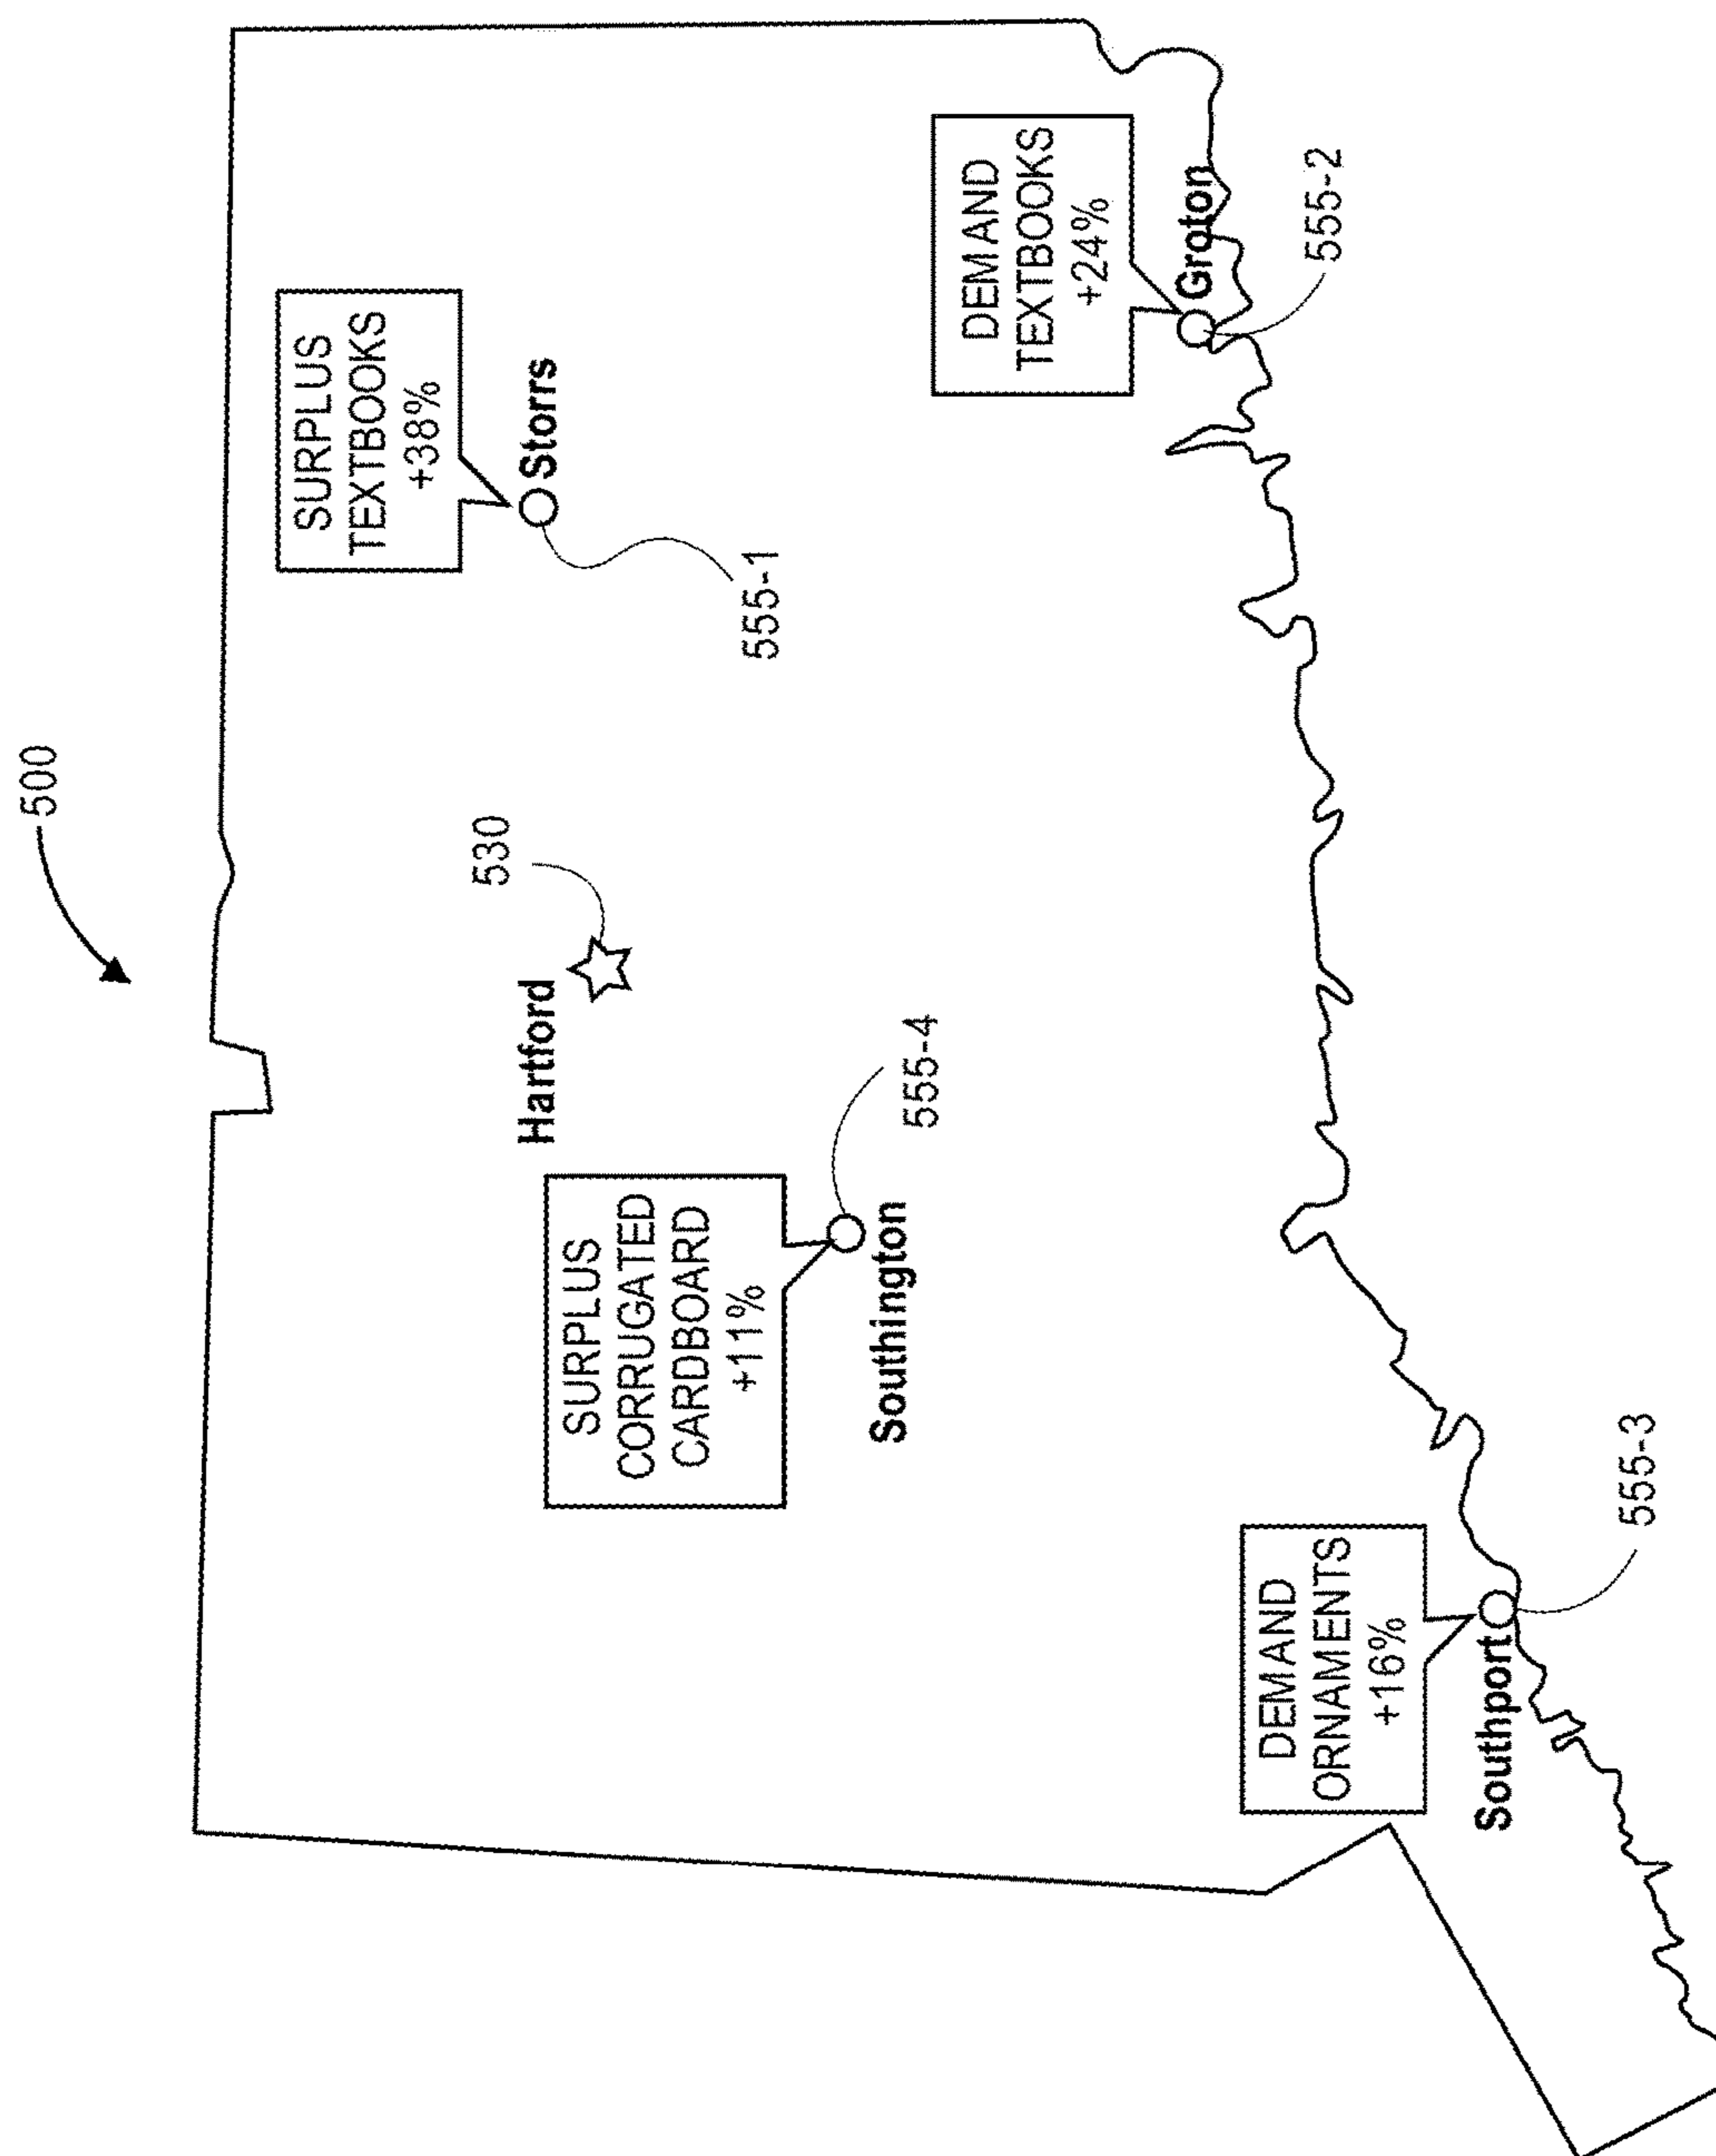 500
SURPLUS
TEXTBOOKS
+38%
Storrs
555-1
530
Hartford
SURPLUS
CORRUGATED
CARDBOARD
+11%
555-4
Southington
DEMAND
TEXTBOOKS
+24%
Groton
555-2
DEMAND
ORNAMENTS
+16%
Southport
555-3